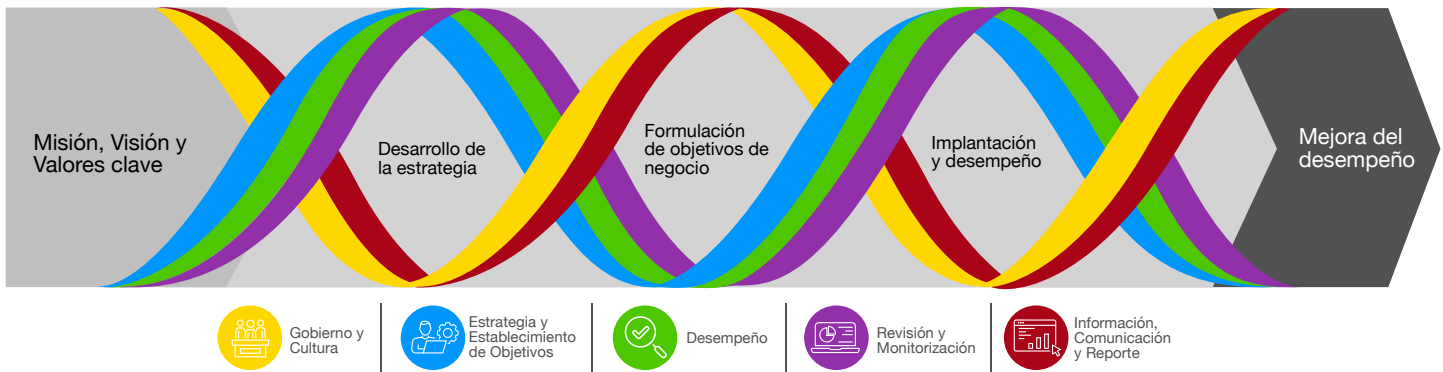 Misión, Visión y
Valores clave
Desarrollo de
la estrategia
Formulación
de objetivos de
negocio
Implantación
y desempeño
Mejora del
desempeño
Gobierno y
Cultura
Estrategia y
Establecimiento
de Objetivos
Desempeño
Revisión y
Monitorización
Información,
Comunicación
y Reporte